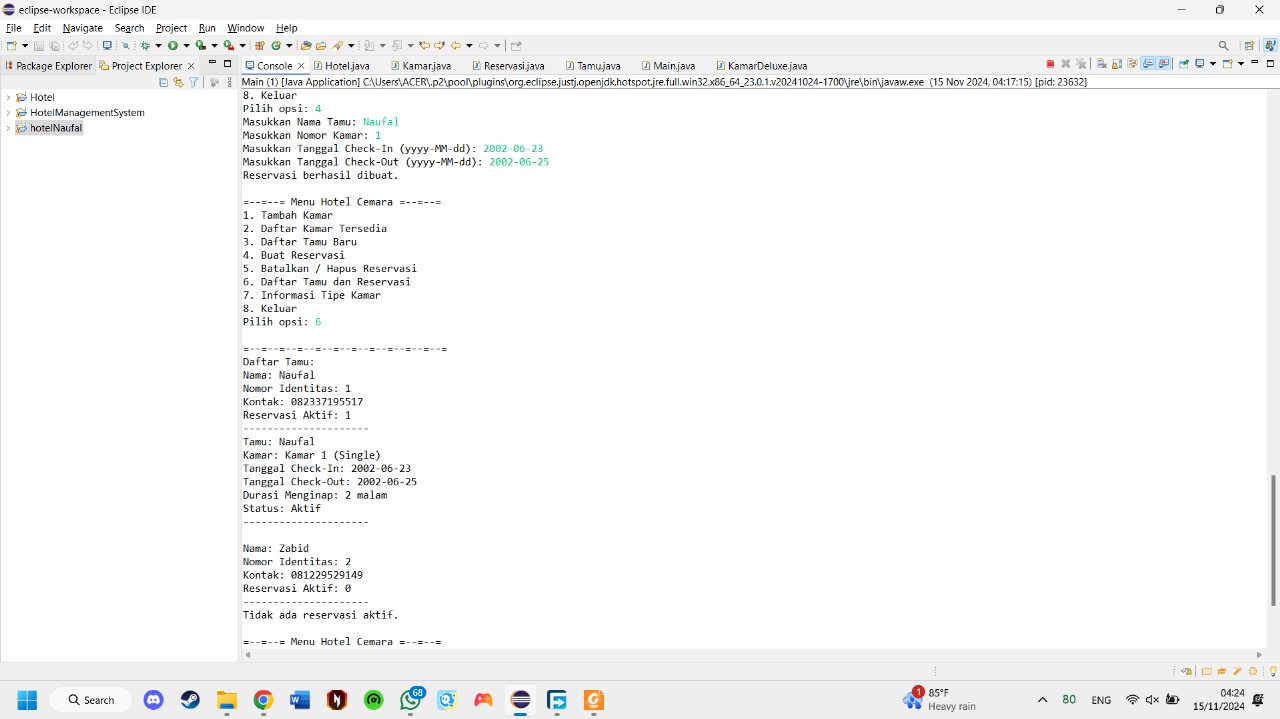 eclipse-workspace - Eclipse IDE
File Edit Navigate Search Project Run Window Help
Package Explorer Project Explorer
Console Hotel.java Kamar.java Reservasi.java Tamu.java Main.java KamarDeluxe.java
Main (1) [Java Application] C:\Users\ACER\.p2\pool\plugins\org.eclipse.justj.openjdk.hotspot.jre.full.win32.x86_64_23.0.1.v20241024-1700\jre\bin\javaw.exe (15 Nov 2024, 04:17:15) [pid: 23632]
Hotel
HotelManagementSystem
hotelNaufal
8. Keluar
Pilih opsi: 4
Masukkan Nama Tamu: Naufal
Masukkan Nomor Kamar: 1
Masukkan Tanggal Check-In (yyyy-MM-dd): 2002-06-23
Masukkan Tanggal Check-Out (yyyy-MM-dd): 2002-06-25
Reservasi berhasil dibuat.
=--=--= Menu Hotel Cemara =--=--=
1. Tambah Kamar
2. Daftar Kamar Tersedia
3. Daftar Tamu Baru
4. Buat Reservasi
5. Batalkan / Hapus Reservasi
6. Daftar Tamu dan Reservasi
7. Informasi Tipe Kamar
8. Keluar
Pilih opsi: 6
=--=--=--=--=--=--=--=--=--=--=--=
Daftar Tamu:
Nama: Naufal
Nomor Identitas: 1
Kontak: 082337195517
Reservasi Aktif: 1
---------------------
Tamu: Naufal
Kamar: Kamar 1 (Single)
Tanggal Check-In: 2002-06-23
Tanggal Check-Out: 2002-06-25
Durasi Menginap: 2 malam
Status: Aktif
---------------------
Nama: Zabid
Nomor Identitas: 2
Kontak: 081229529149
Reservasi Aktif: 0
---------------------
Tidak ada reservasi aktif.
=--=--= Menu Hotel Cemara =--=--=
Search
68
1
85°F
Heavy rain
80
ENG
04:24
15/11/2024